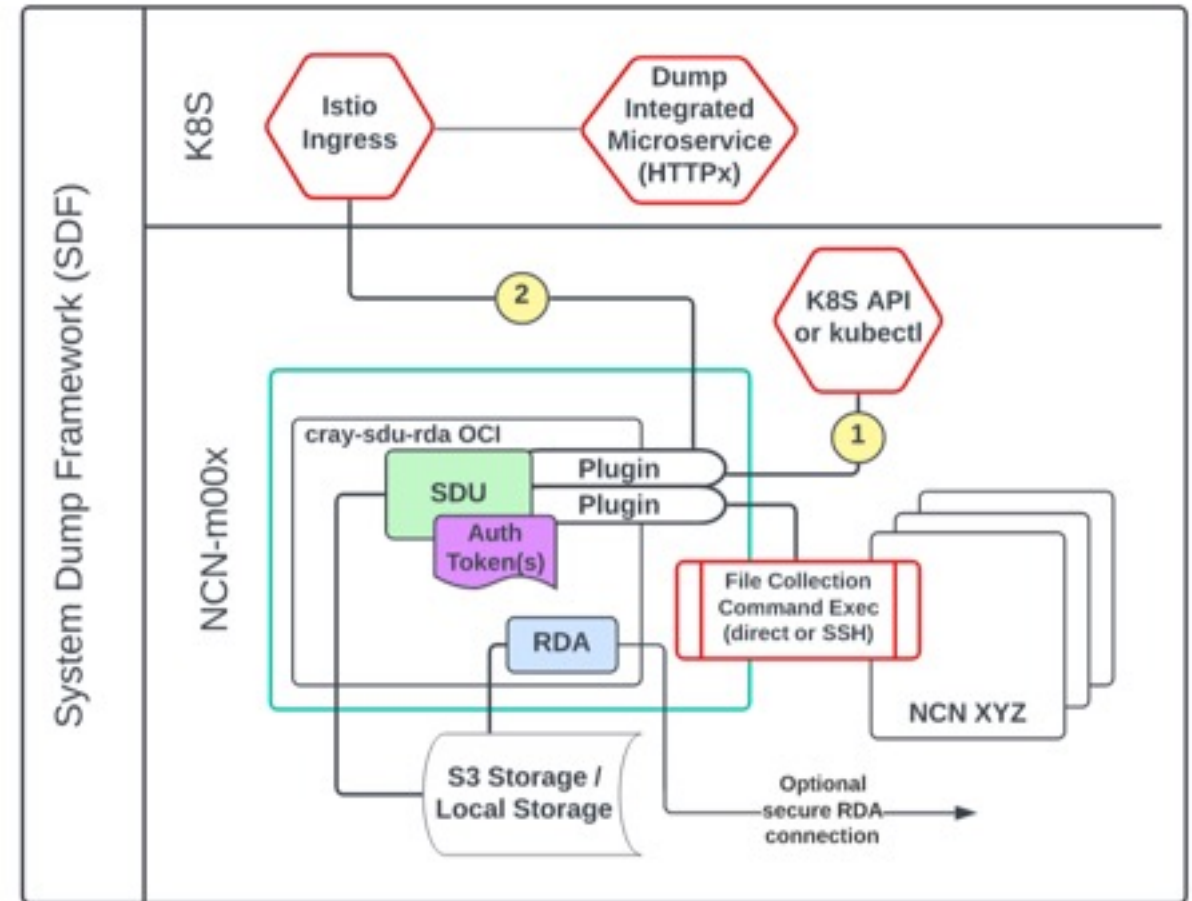 System Dump Framework (SDF)
K8S
Istio
Ingress
Dump
Integrated
Microservice
(HTTPx)
NCN-m00x
2
K8S API
or kubectl
1
cray-sdu-rda OCI
SDU
Plugin
Plugin
Auth
Token(s)
File Collection
Command Exec
(direct or SSH)
RDA
NCN XYZ
S3 Storage /
Local Storage
Optional
secure RDA
connection